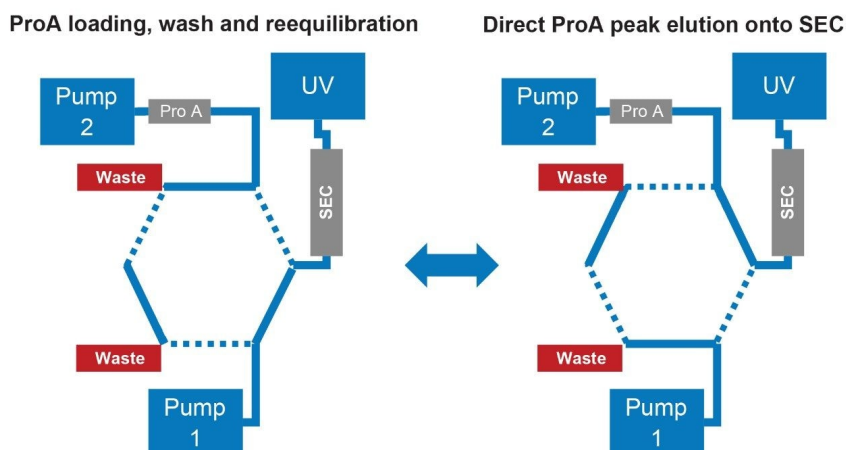 ProA loading, wash and reequilibration
Pump
2
Pro A
UV
Waste
SEC
Waste
Pump
1
Direct ProA peak elution onto SEC
Pump
2
Pro A
UV
Waste
SEC
Waste
Pump
1